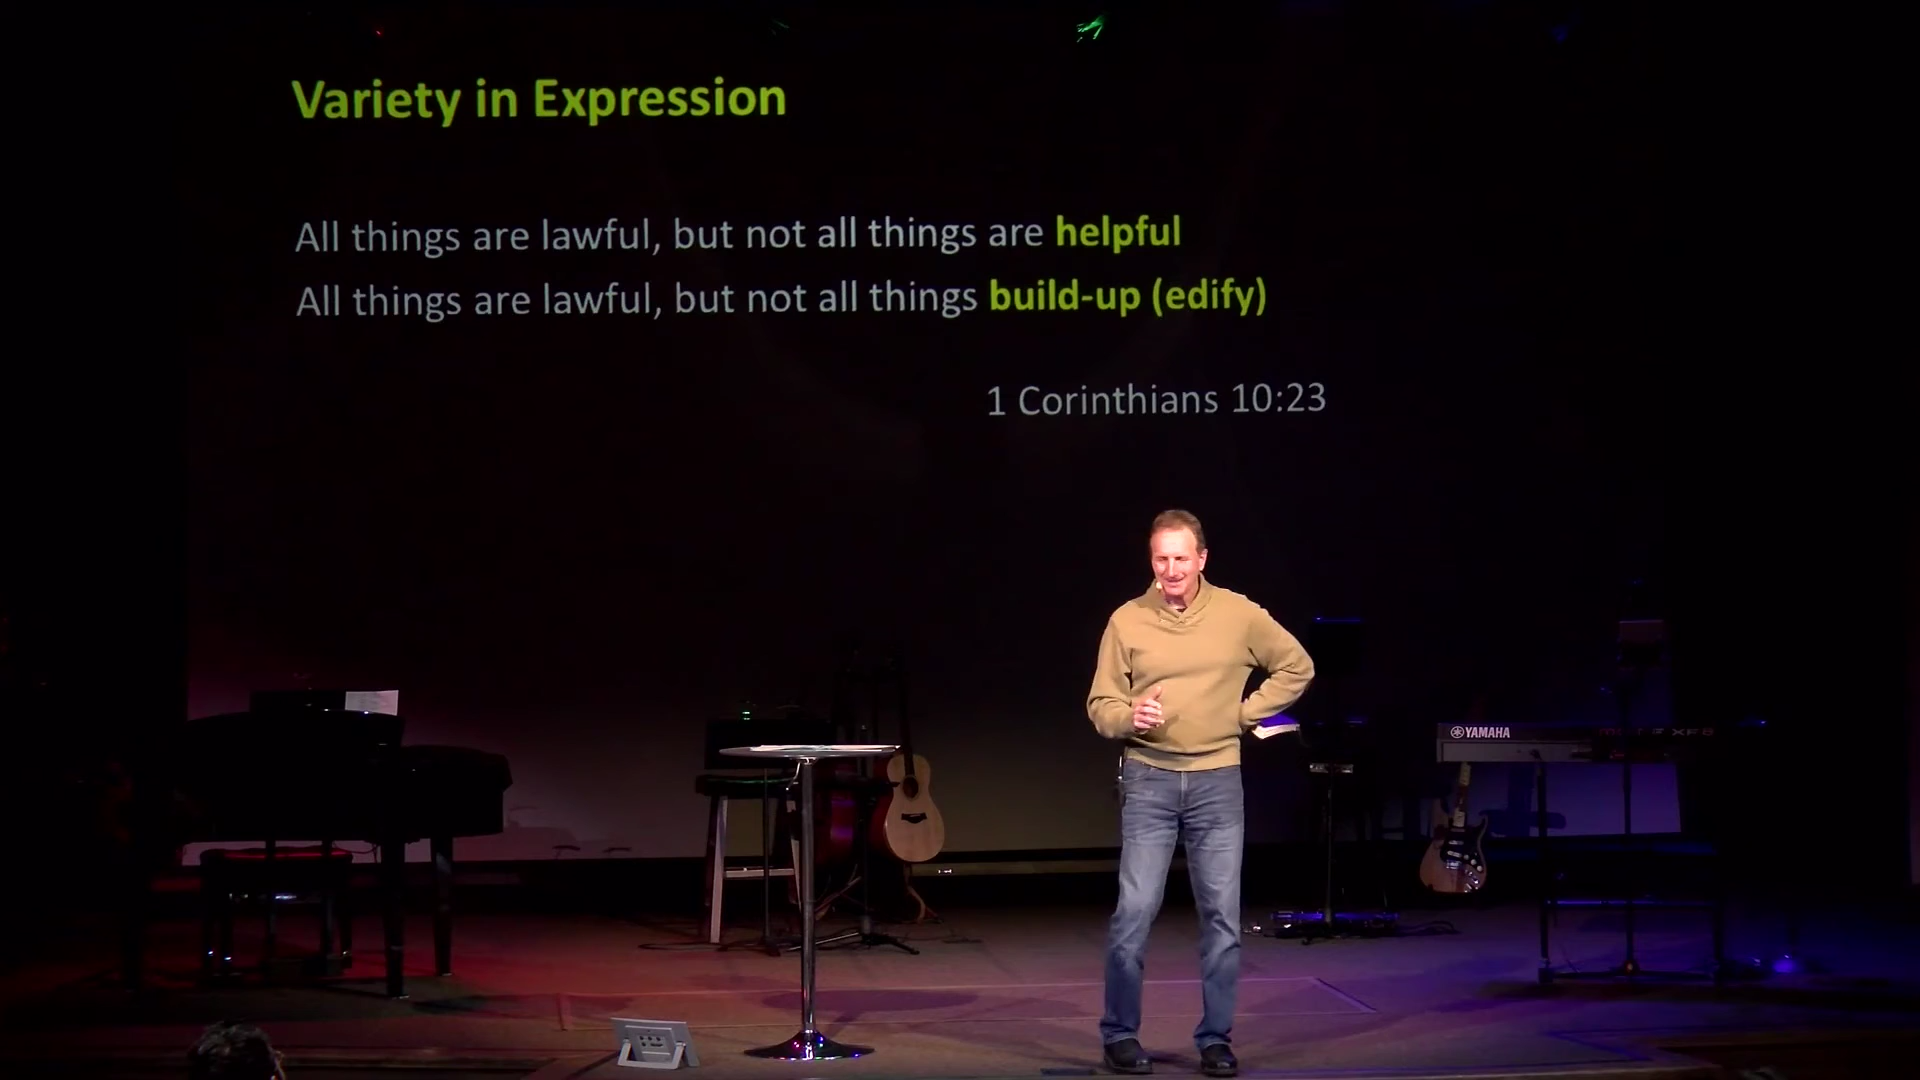 Variety in Expression
All things are lawful, but not all things are helpful
All things are lawful, but not all things build-up (edify)
1 Corinthians 10:23
YAMAHA
XF8